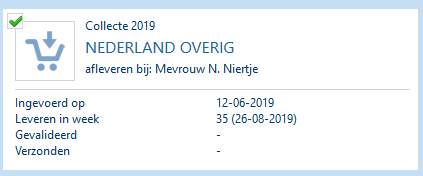 Collecte 2019
NEDERLAND OVERIG
afleveren bij: Mevrouw N. Niertje
Ingevoerd op 12-06-2019
Leveren in week 35 (26-08-2019)
Gevalideerd -
Verzonden -